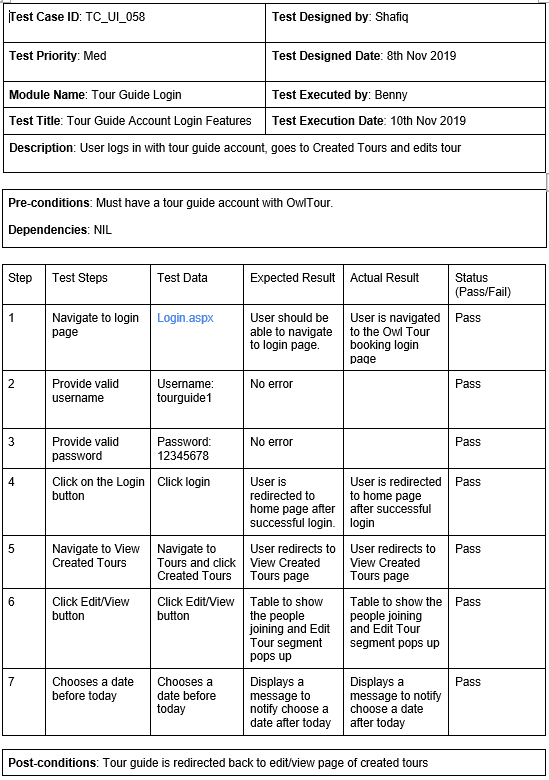 Test Case ID: TC_UI_058
Test Designed by: Shafiq
Test Priority: Med
Test Designed Date: 8th Nov 2019
Module Name: Tour Guide Login
Test Executed by: Benny
Test Title: Tour Guide Account Login Features
Test Execution Date: 10th Nov 2019
Description: User logs in with tour guide account, goes to Created Tours and edits tour
Pre-conditions: Must have a tour guide account with OwlTour.
Dependencies: NIL
Step
Test Steps
Test Data
Expected Result
Actual Result
Status
(Pass/Fail)
1
Navigate to login
page
Login.aspx
User should be
able to navigate
to login page.
User is navigated
to the Owl Tour
booking login
page
Pass
2
Provide valid
username
Username:
tourguide1
No error
Pass
3
Provide valid
password
Password:
12345678
No error
Pass
4
Click on the Login
button
Click login
User is
redirected to
home page after
successful login.
User is redirected
to home page
after successful
login
Pass
5
Navigate to View
Created Tours
Navigate to
Tours and click
Created Tours
User redirects to
View Created
Tours page
User redirects to
View Created
Tours page
Pass
6
Click Edit/View
button
Click Edit/View
button
Table to show
the people
joining and Edit
Tour segment
pops up
Table to show the
people joining
and Edit Tour
segment pops up
Pass
7
Chooses a date
before today
Chooses a
date before
today
Displays a
message to
notify choose a
date after today
Displays a
message to notify
choose a date
after today
Pass
Post-conditions: Tour guide is redirected back to edit/view page of created tours